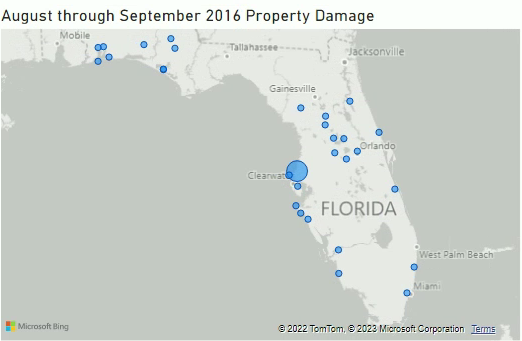 August through September 2016 Property Damage
Mobile
Tallahassee
Jacksonville
Gainesville
Orlando
Clearwat
FLORIDA
West Palm Beach
Miami
Microsoft Bing
© 2022 TomTom, © 2023 Microsoft Corporation Terms